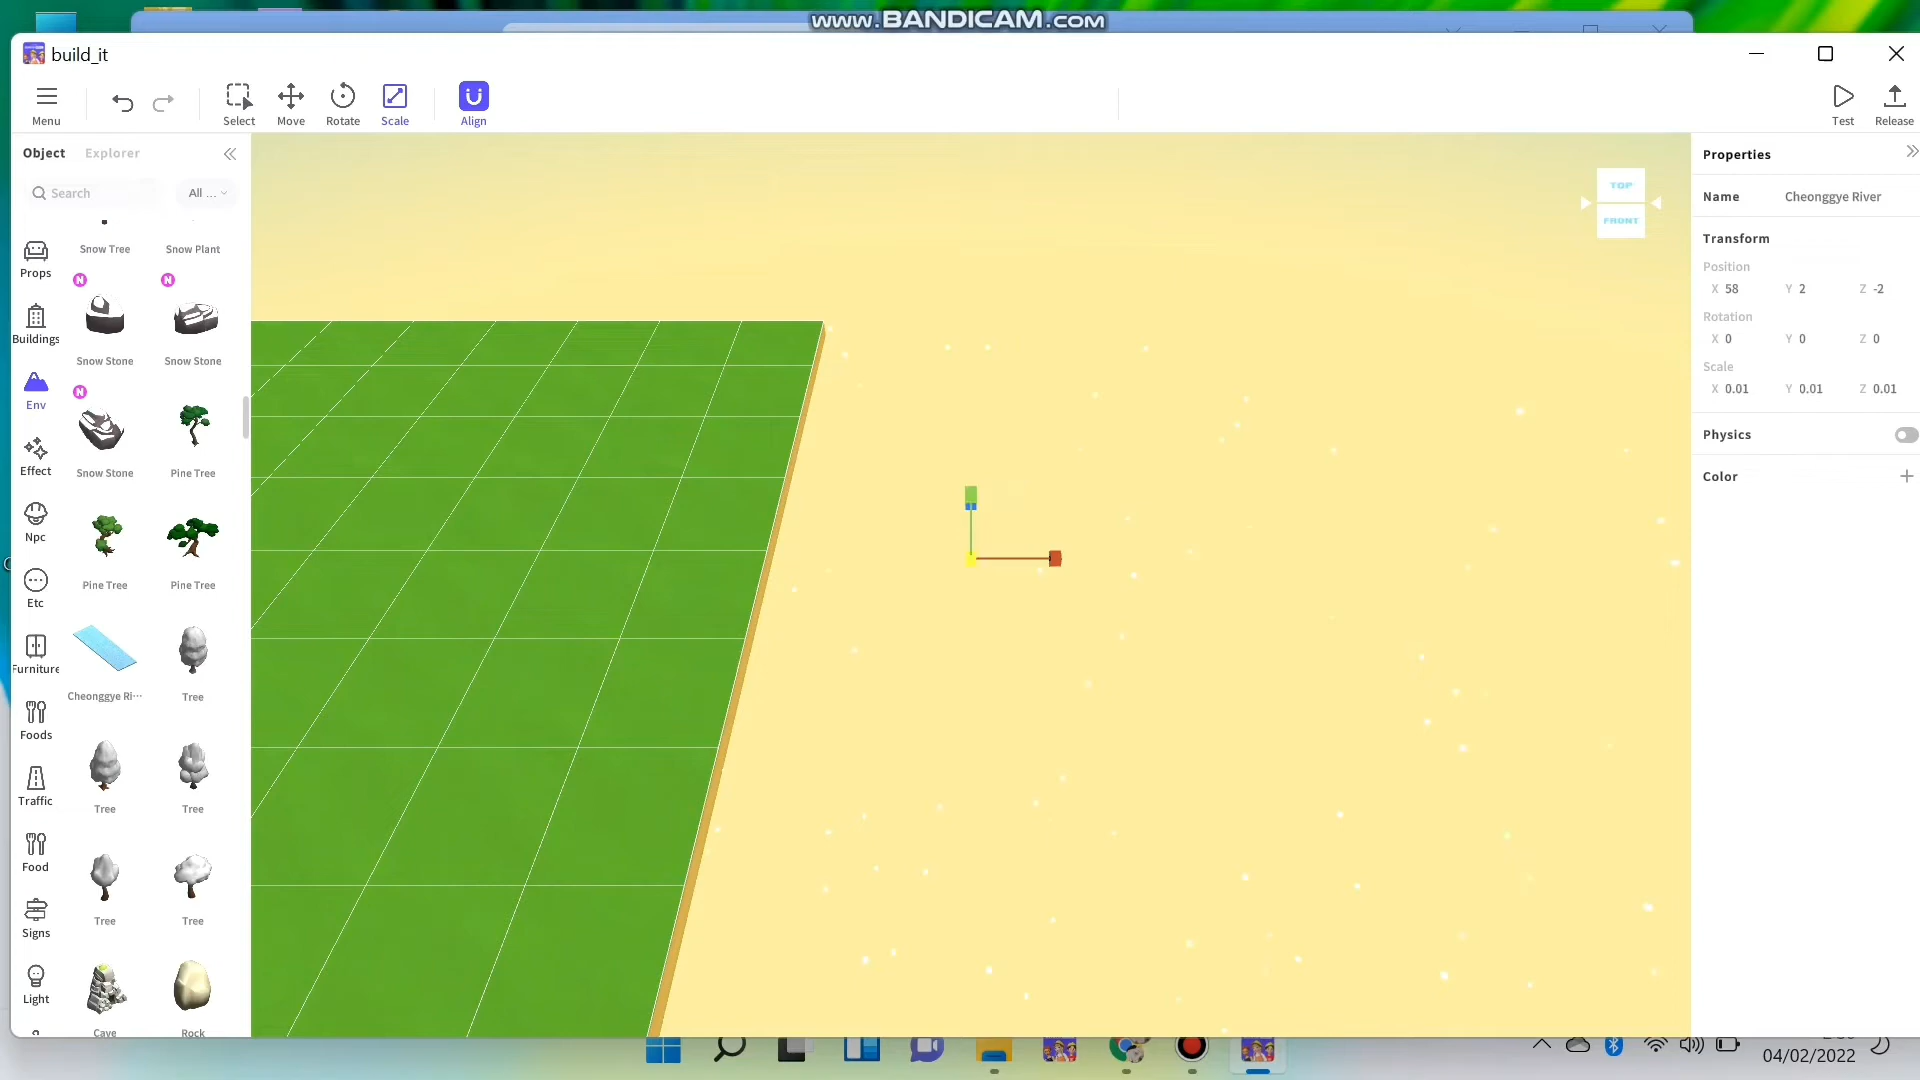 www.BANDICAM.com
build_it
Menu
Select
Move
Rotate
Scale
Align
Test
Release
Object
Explorer
Search
All ...
Props
Buildings
Env
Effect
Npc
Etc
Furniture
Foods
Traffic
Food
Signs
Light
Snow Tree
Snow Plant
N
N
Snow Stone
Snow Stone
N
Snow Stone
Pine Tree
Pine Tree
Pine Tree
Cheonggye Ri...
Tree
Tree
Tree
Tree
Tree
Cave
Rock
TOP
FRONT
Properties
Name Cheonggye River
Transform
Position
X 58 Y 2 Z -2
Rotation
X 0 Y 0 Z 0
Scale
X 0.01 Y 0.01 Z 0.01
Physics
Color
04/02/2022